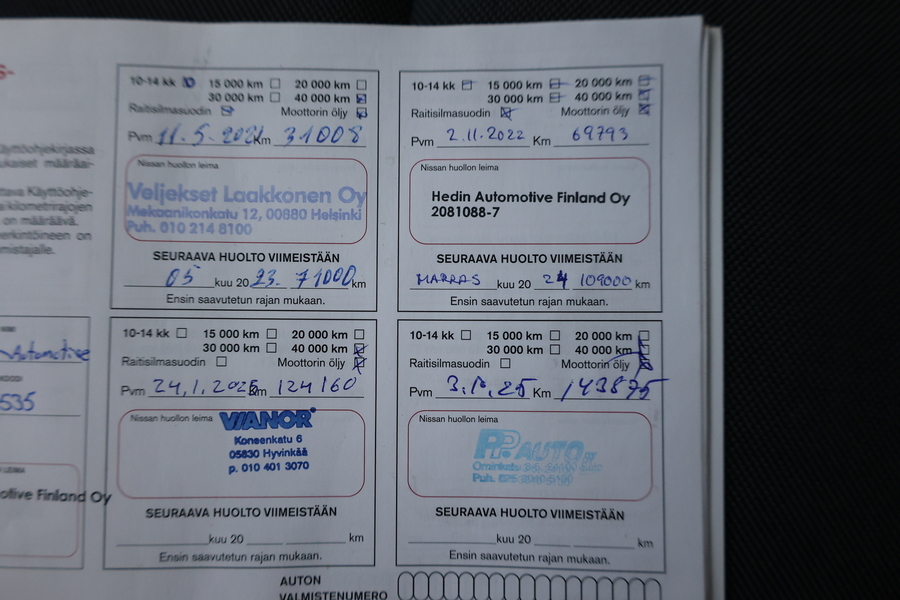 s-
äyttöohjekirjassa
ukaiset määräai-
ttava Käyttöohje-
a/kilometrirajojen
on määräävä.
erkintöineen on
mistajalle.
Automotive
535
otive Finland Oy
10-14 kk 15 000 km 20 000 km
30 000 km 40 000 km
Raitisilmasuodin Moottorin öljy
Pvm 11.5.2021 Km 31008
Nissan huollon leima
Veljekset Laakkonen Oy
Mekaanikonkatu 12, 00880 Helsinki
Puh. 010 214 8100
SEURAAVA HUOLTO VIIMEISTÄÄN
05 kuu 20 23. 71000 km
Ensin saavutetun rajan mukaan.
10-14 kk 15 000 km 20 000 km
30 000 km 40 000 km
Raitisilmasuodin Moottorin öljy
Pvm 2.11.2022 Km 69793
Nissan huollon leima
Hedin Automotive Finland Oy
2081088-7
SEURAAVA HUOLTO VIIMEISTÄÄN
MARRAS kuu 20 24 109000 km
Ensin saavutetun rajan mukaan.
10-14 kk 15 000 km 20 000 km
30 000 km 40 000 km
Raitisilmasuodin Moottorin öljy
Pvm 24.1.2025 Km 124160
Nissan huollon leima
VIANOR
Koneenkatu 6
05830 Hyvinkää
p. 010 401 3070
SEURAAVA HUOLTO VIIMEISTÄÄN
kuu 20 km
Ensin saavutetun rajan mukaan.
10-14 kk 15 000 km 20 000 km
30 000 km 40 000 km
Raitisilmasuodin Moottorin öljy
Pvm 25 Km 143875
Nissan huollon leima
AUTO oy
Puh.
SEURAAVA HUOLTO VIIMEISTÄÄN
kuu 20 km
Ensin saavutetun rajan mukaan.
AUTON
VALMISTENUMERO